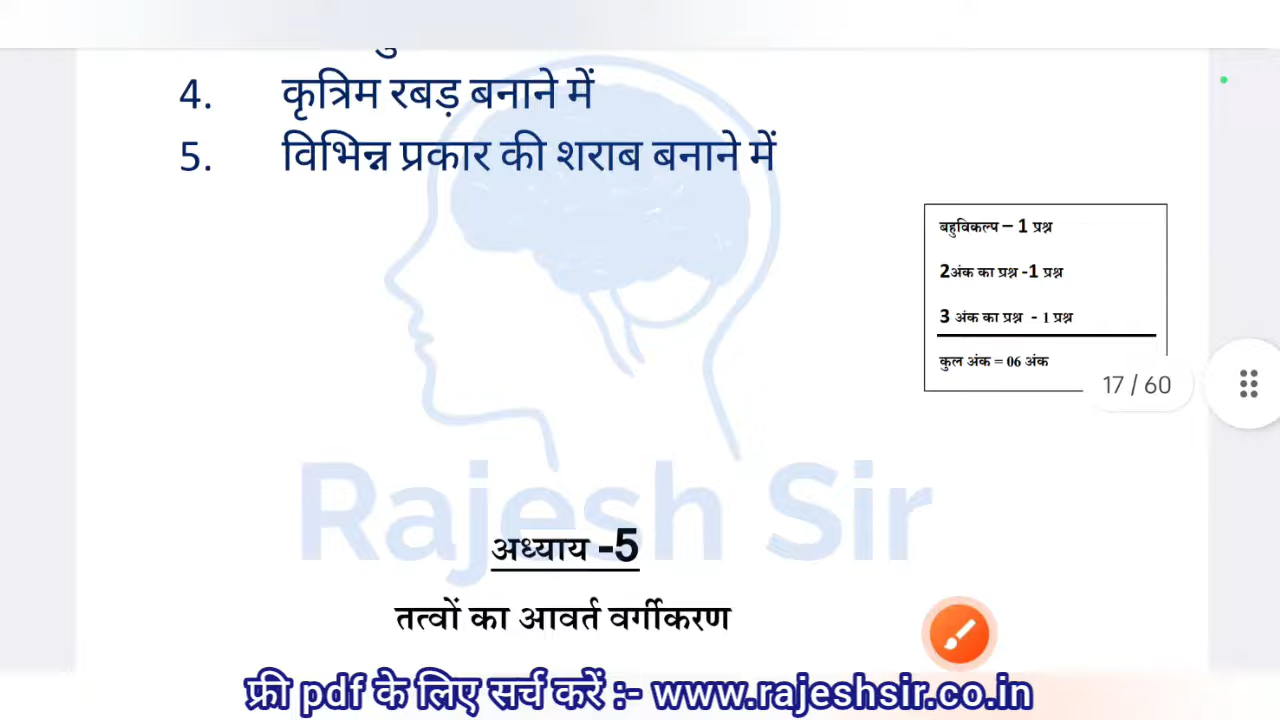 4. कृत्रिम रबड़ बनाने में
5. विभिन्न प्रकार की शराब बनाने में
बहुविकल्प – 1 प्रश्न
2अंक का प्रश्न -1 प्रश्न
3 अंक का प्रश्न - 1 प्रश्न
कुल अंक = 06 अंक
17 / 60
Rajesh Sir
अध्याय -5
तत्वों का आवर्त वर्गीकरण
फ्री pdf के लिए सर्च करें :- www.rajeshsir.co.in